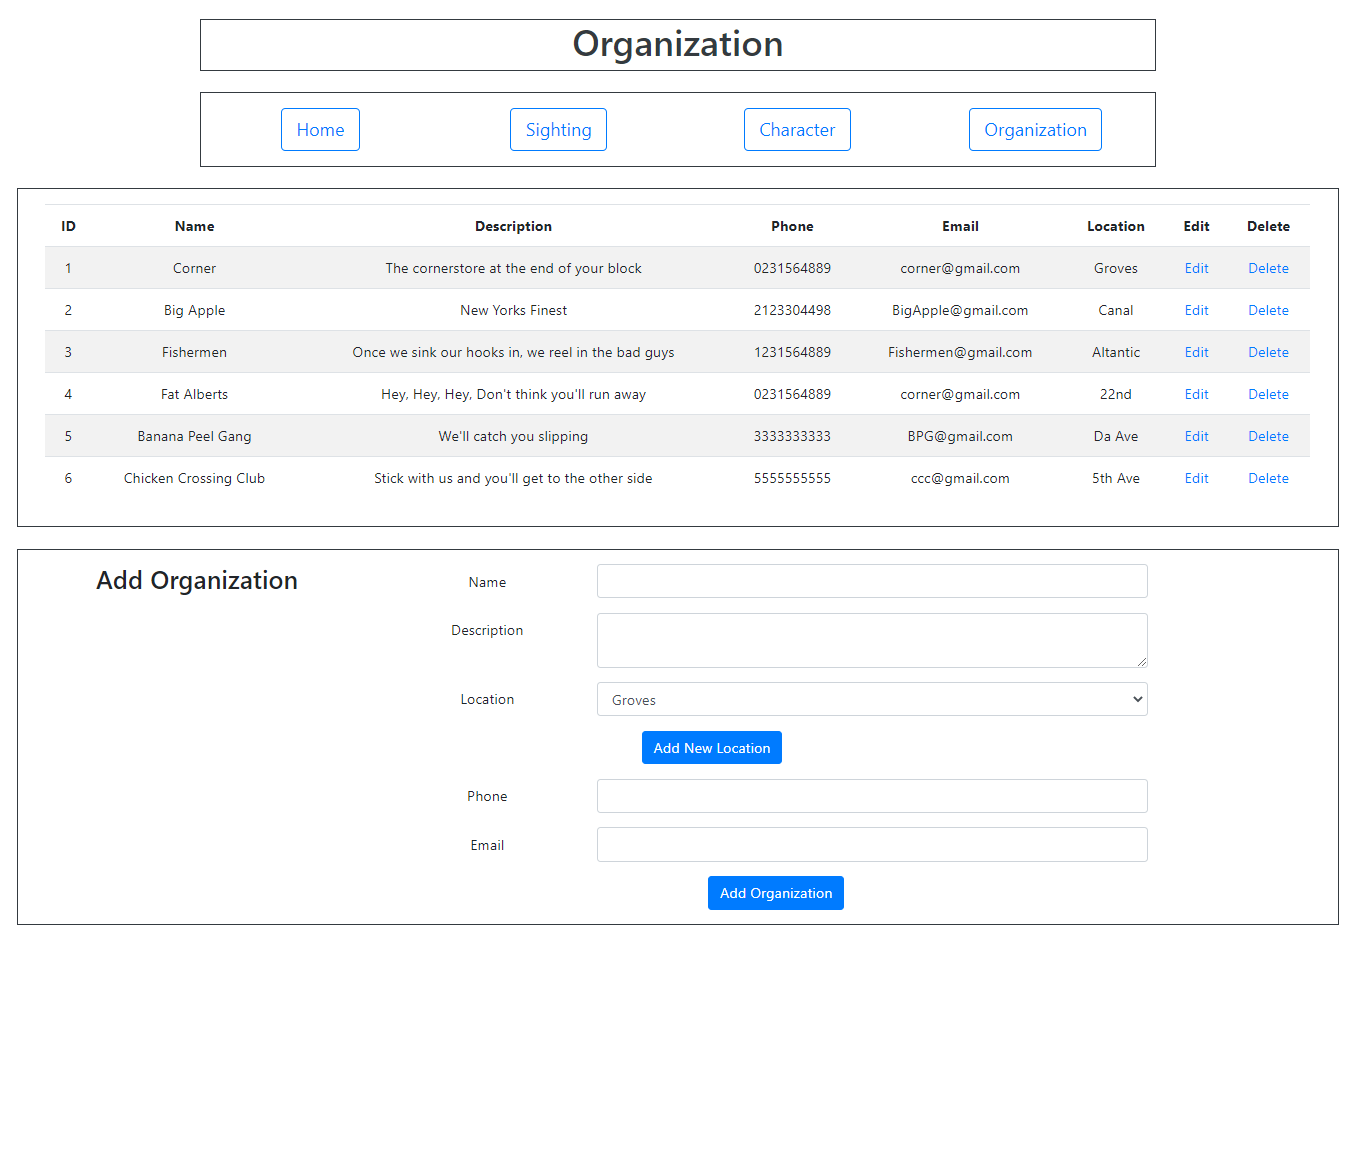 Organization
Home Sighting Character Organization
ID Name Description Phone Email Location Edit Delete
1 Corner The cornerstore at the end of your block 0231564889 corner@gmail.com Groves Edit Delete
2 Big Apple New Yorks Finest 2123304498 BigApple@gmail.com Canal Edit Delete
3 Fishermen Once we sink our hooks in, we reel in the bad guys 1231564889 Fishermen@gmail.com Altantic Edit Delete
4 Fat Alberts Hey, Hey, Hey, Don't think you'll run away 0231564889 corner@gmail.com 22nd Edit Delete
5 Banana Peel Gang We'll catch you slipping 3333333333 BPG@gmail.com Da Ave Edit Delete
6 Chicken Crossing Club Stick with us and you'll get to the other side 5555555555 ccc@gmail.com 5th Ave Edit Delete
Add Organization
Name
Description
Location Groves
Add New Location
Phone
Email
Add Organization